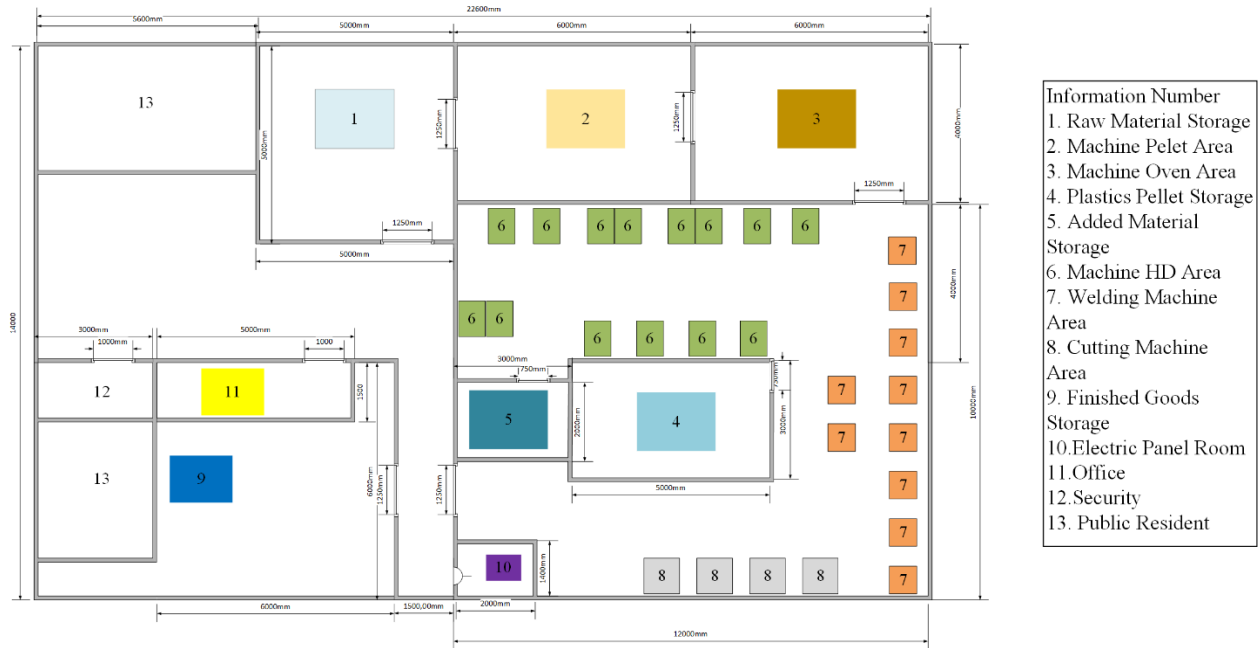 22600mm
5600mm
5000mm
6000mm
6000mm
13
1
2
3
5000mm
1250mm
1250mm
4000mm
1250mm
1250mm
5000mm
6
6
6
6
6
6
6
6
7
7
7
4000mm
14000
6
6
6
6
6
6
3000mm
5000mm
1000mm
1000
3000mm
750mm
750mm
12
11
1500
5
2000mm
4
3000mm
7
7
7
7
10000mm
13
9
6000mm
1250mm
1250mm
5000mm
7
7
7
10
1400mm
8
8
8
8
6000mm
1500,00mm
2000mm
12000mm
Information Number
1. Raw Material Storage
2. Machine Pelet Area
3. Machine Oven Area
4. Plastics Pellet Storage
5. Added Material
Storage
6. Machine HD Area
7. Welding Machine
Area
8. Cutting Machine
Area
9. Finished Goods
Storage
10.Electric Panel Room
11.Office
12.Security
13. Public Resident